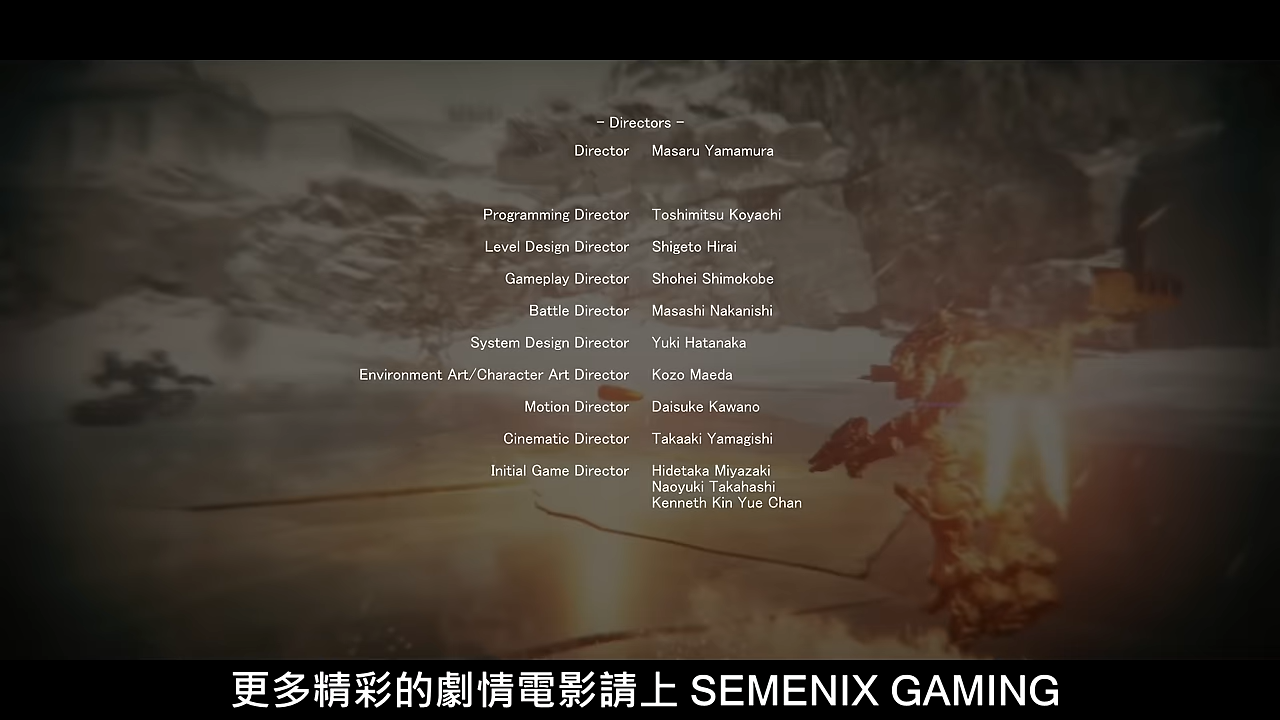 - Directors -
Director Masaru Yamamura
Programming Director Toshimitsu Koyachi
Level Design Director Shigeto Hirai
Gameplay Director Shohei Shimokobe
Battle Director Masashi Nakanishi
System Design Director Yuki Hatanaka
Environment Art/Character Art Director Kozo Maeda
Motion Director Daisuke Kawano
Cinematic Director Takaaki Yamagishi
Initial Game Director Hidetaka Miyazaki
Naoyuki Takahashi
Kenneth Kin Yue Chan
更多精彩的劇情電影請上 SEMENIX GAMING